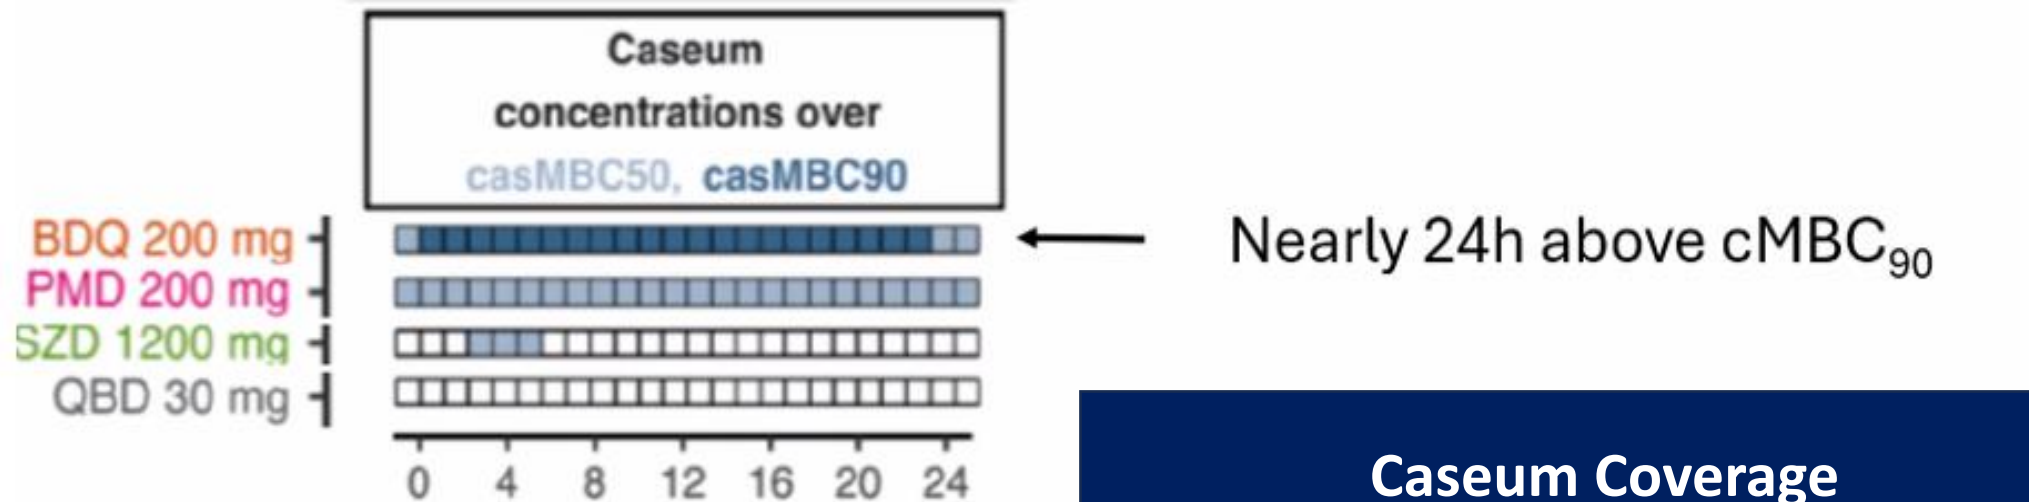 Caseum
concentrations over
casMBC50, casMBC90
BDQ 200 mg
Nearly 24h above cMBC₉₀
PMD 200 mg
SZD 1200 mg
QBD 30 mg
0 4 8 12 16 20 24
Caseum Coverage